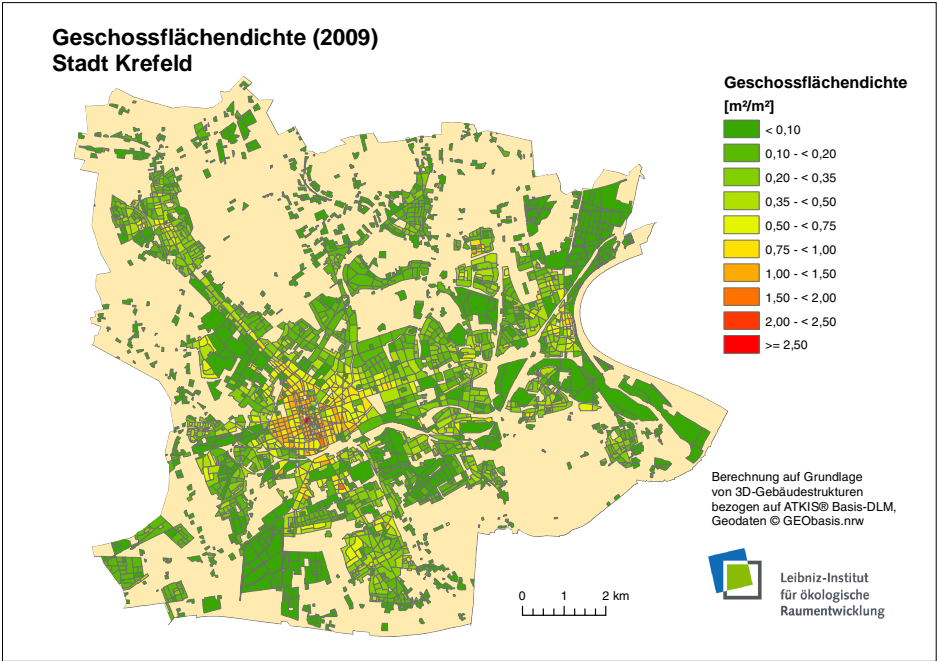 Geschossflächendichte (2009)
Stadt Krefeld
Geschossflächendichte
[m²/m²]
< 0,10
0,10 - < 0,20
0,20 - < 0,35
0,35 - < 0,50
0,50 - < 0,75
0,75 - < 1,00
1,00 - < 1,50
1,50 - < 2,00
2,00 - < 2,50
>= 2,50
Berechnung auf Grundlage
von 3D-Gebäudestrukturen
bezogen auf ATKIS® Basis-DLM,
Geodaten © GEObasis.nrw
0 1 2 km
Leibniz-Institut
für ökologische
Raumentwicklung